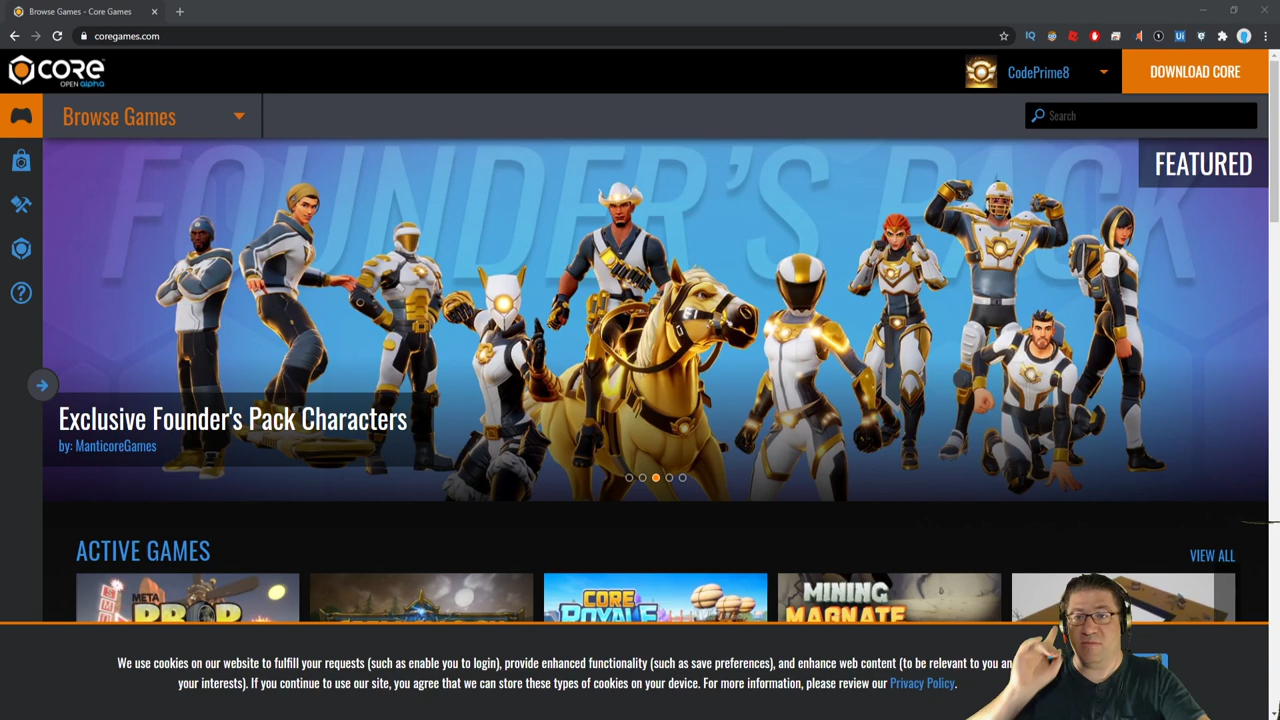 Browse Games - Core Games
coregames.com
CORE
OPEN alpha
CodePrime8
DOWNLOAD CORE
Browse Games
Search
FOUNDER'S PACK
FEATURED
Exclusive Founder's Pack Characters
by: ManticoreGames
ACTIVE GAMES
VIEW ALL
META
PROP
CORE
ROYALE
MINING
MAGNATE
We use cookies on our website to fulfill your requests (such as enable you to login), provide enhanced functionality (such as save preferences), and enhance web content (to be relevant to you an
your interests). If you continue to use our site, you agree that we can store these types of cookies on your device. For more information, please review our Privacy Policy.